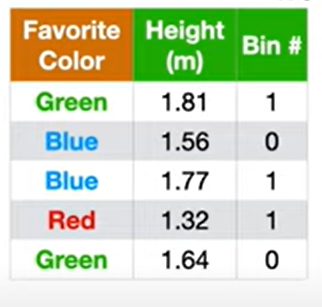 Favorite Color Height (m) Bin #
Green 1.81 1
Blue 1.56 0
Blue 1.77 1
Red 1.32 1
Green 1.64 0